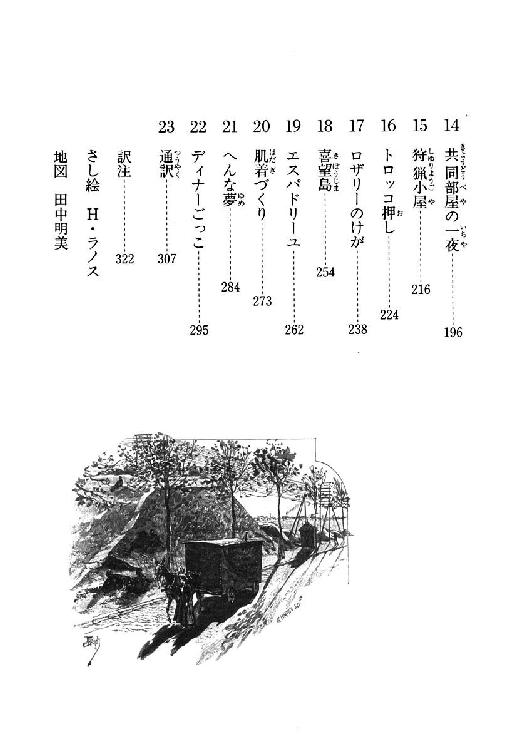 14 共同部屋の一夜 196
15 狩猟小屋 216
16 トロッコ押し 224
17 ロザリーのけが 238
18 喜望島 254
19 エスパドリーユ 262
20 肌着づくり 273
21 へんな夢 284
22 ディナーごっこ 295
23 通訳 307
訳注 322
さし絵 H・ラノス
地図 田中明美